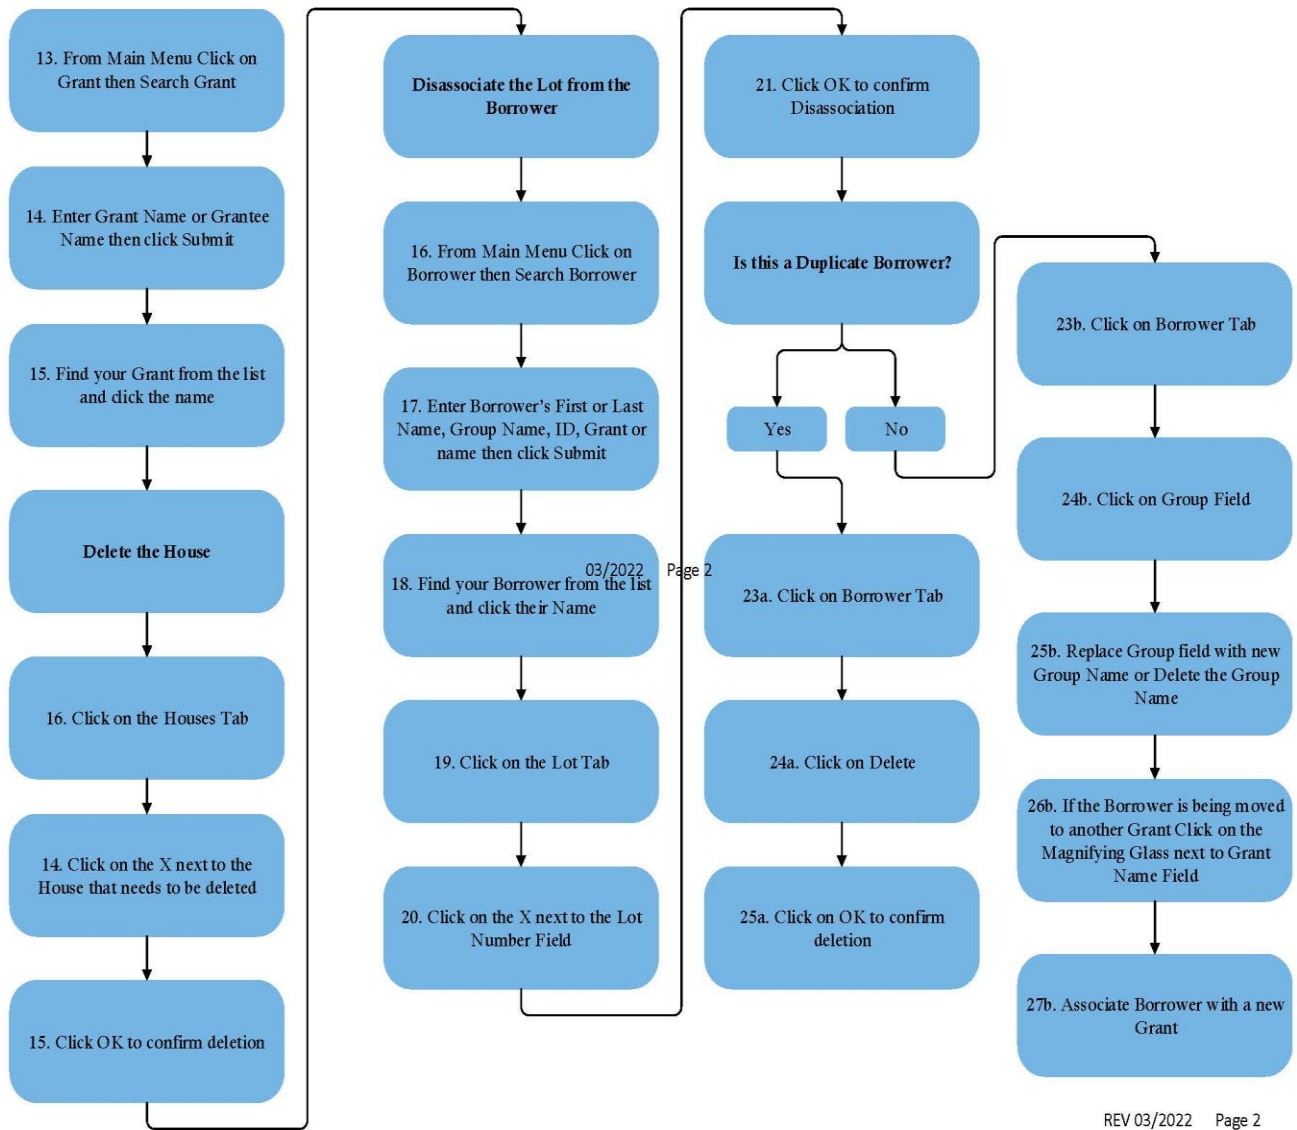 13. From Main Menu Click on
Grant then Search Grant
14. Enter Grant Name or Grantee
Name then click Submit
15. Find your Grant from the list
and click the name
Delete the House
16. Click on the Houses Tab
14. Click on the X next to the
House that needs to be deleted
15. Click OK to confirm deletion
Disassociate the Lot from the
Borrower
16. From Main Menu Click on
Borrower then Search Borrower
17. Enter Borrower's First or Last
Name, Group Name, ID, Grant or
name then click Submit
03/2022 Page 2
18. Find your Borrower from the list
and click their Name
19. Click on the Lot Tab
20. Click on the X next to the Lot
Number Field
21. Click OK to confirm
Disassociation
Is this a Duplicate Borrower?
Yes
No
23a. Click on Borrower Tab
24a. Click on Delete
25a. Click on OK to confirm
deletion
23b. Click on Borrower Tab
24b. Click on Group Field
25b. Replace Group field with new
Group Name or Delete the Group
Name
26b. If the Borrower is being moved
to another Grant Click on the
Magnifying Glass next to Grant
Name Field
27b. Associate Borrower with a new
Grant
REV 03/2022 Page 2